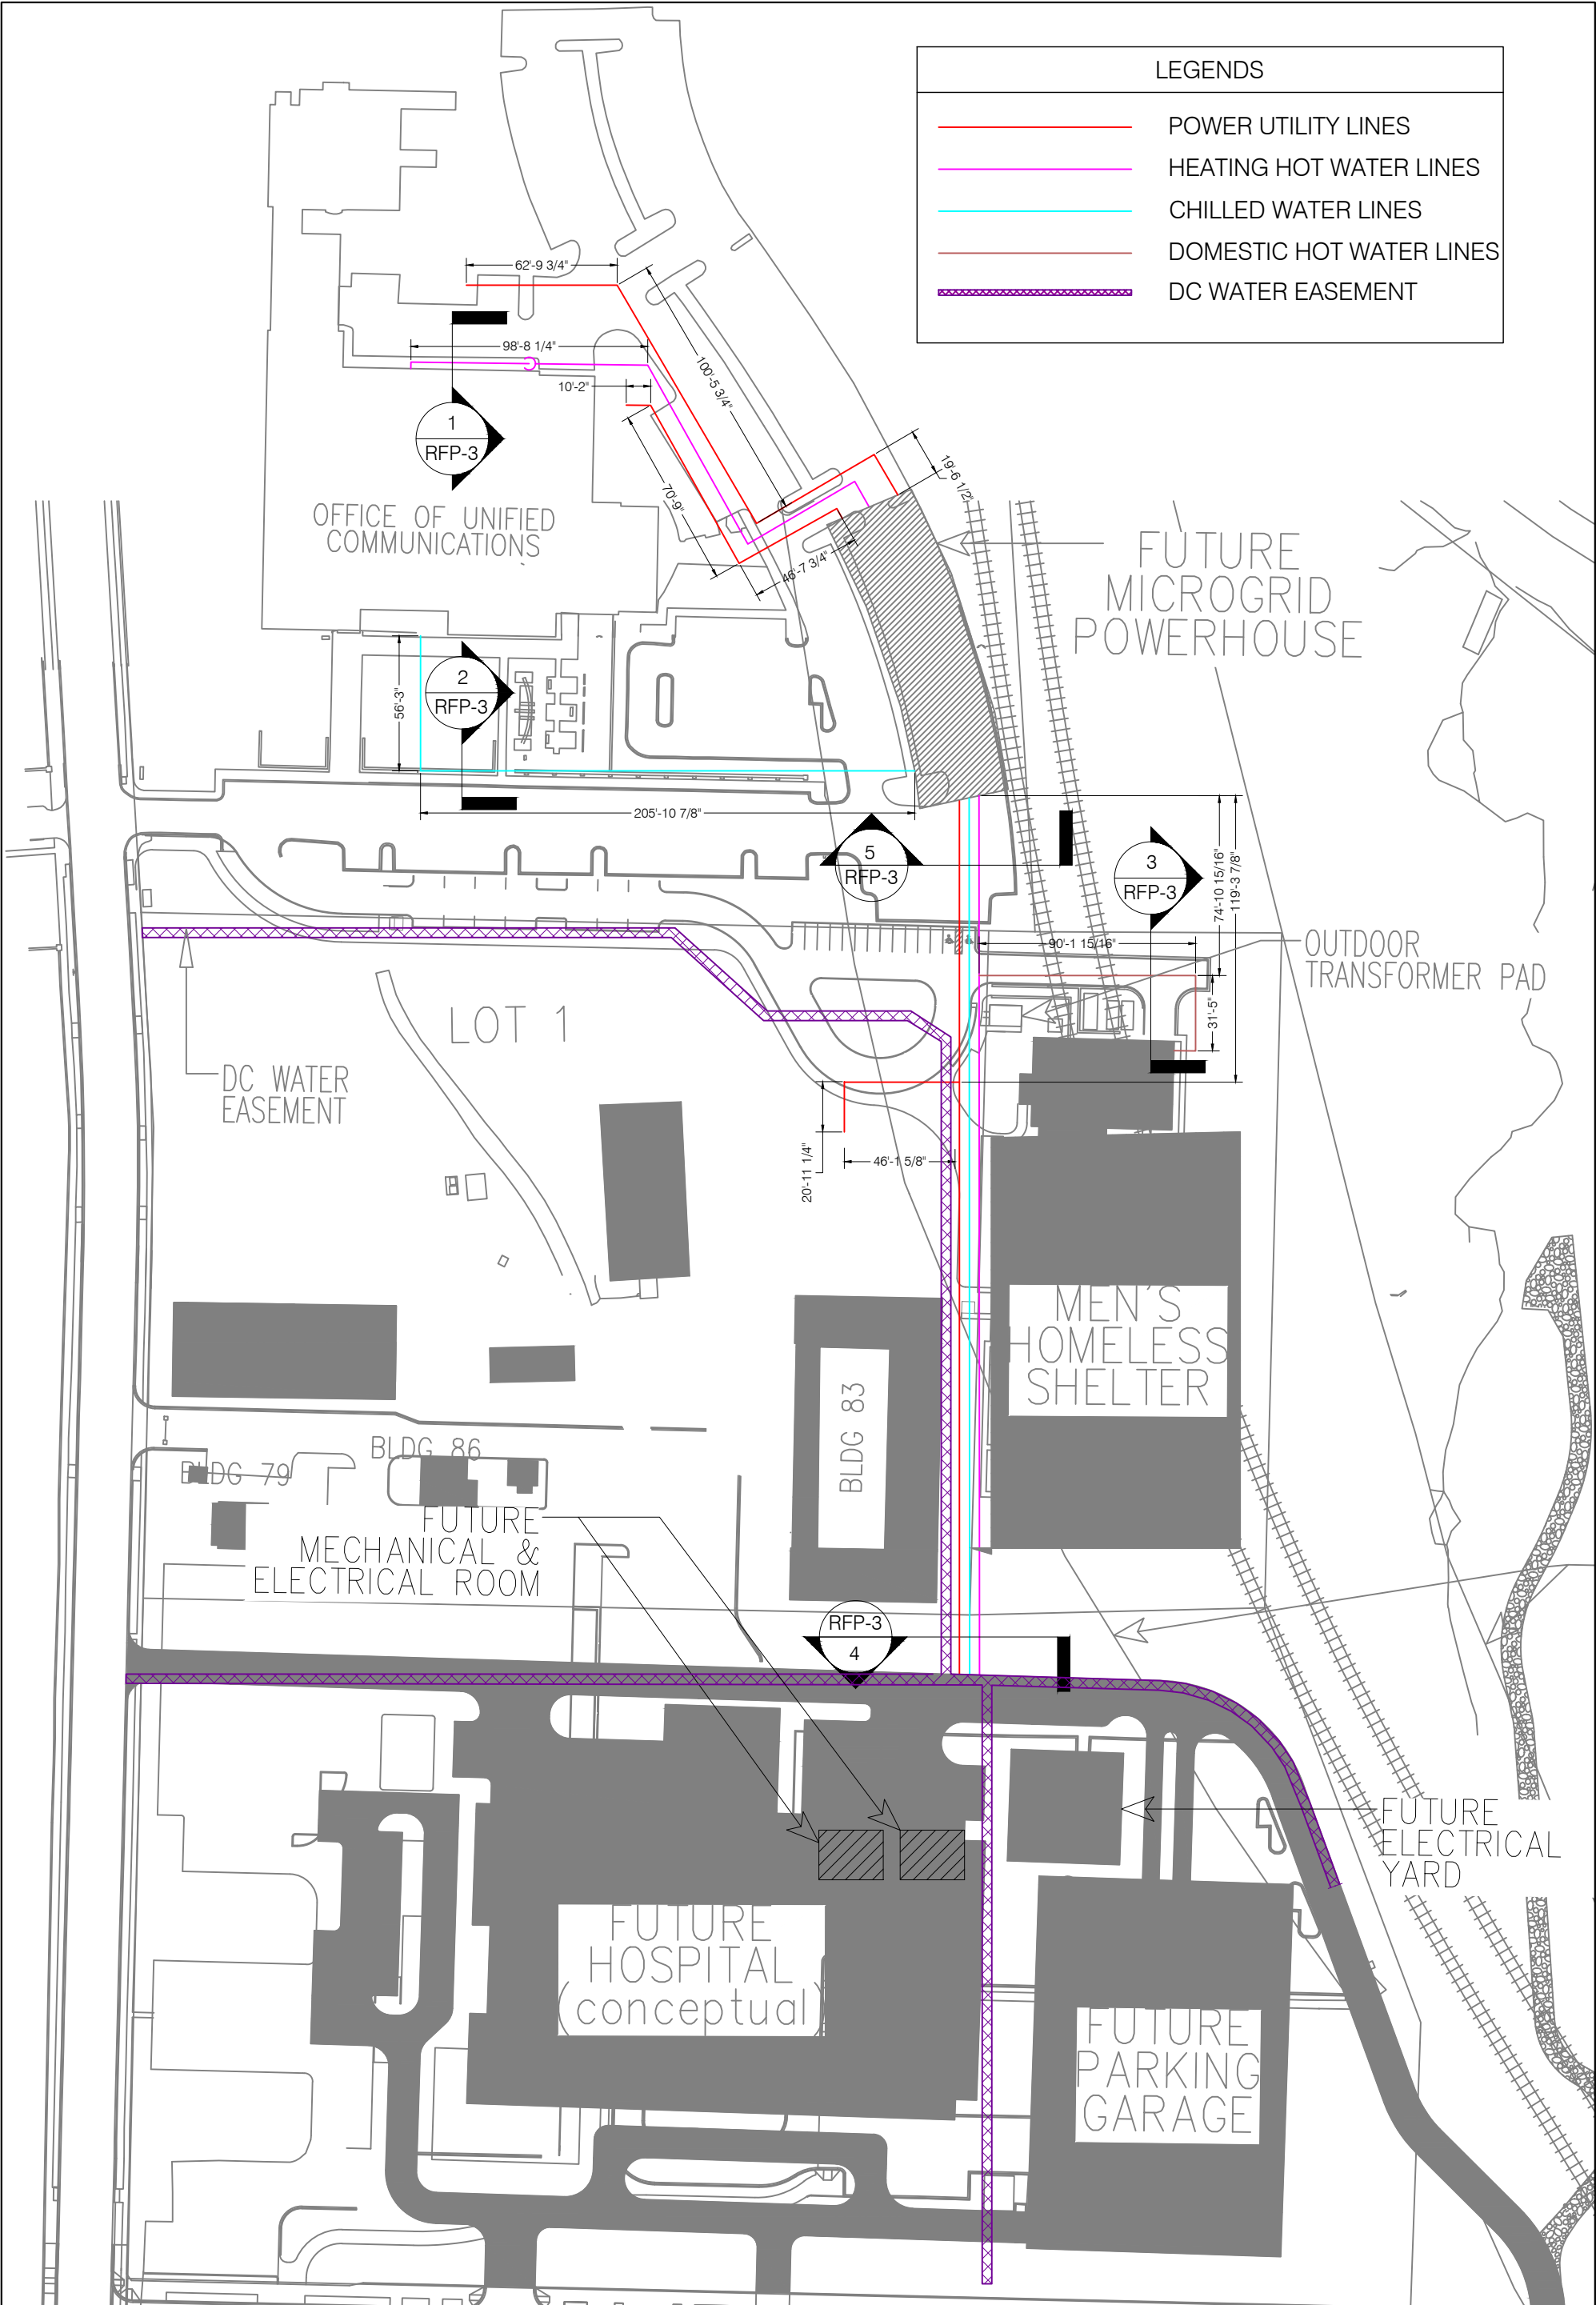 LEGENDS
POWER UTILITY LINES
HEATING HOT WATER LINES
CHILLED WATER LINES
DOMESTIC HOT WATER LINES
DC WATER EASEMENT
62'-9 3/4"
98'-8 1/4"
100'-5 3/4"
10'-2"
1
RFP-3
70'-9"
19'-6 1/2"
46'-7 3/4"
OFFICE OF UNIFIED
COMMUNICATIONS
FUTURE
MICROGRID
POWERHOUSE
56'-3"
2
RFP-3
205'-10 7/8"
5
RFP-3
3
RFP-3
74'-10 15/16"
119'-3 7/8"
90'-1 15/16"
OUTDOOR
TRANSFORMER PAD
31'-5"
LOT 1
DC WATER
EASEMENT
20'-11 1/4"
46'-1 5/8"
MEN'S
HOMELESS
SHELTER
BLDG 83
BLDG 86
BLDG 79
FUTURE
MECHANICAL &
ELECTRICAL ROOM
RFP-3
4
FUTURE
ELECTRICAL
YARD
FUTURE
HOSPITAL
(conceptual)
FUTURE
PARKING
GARAGE